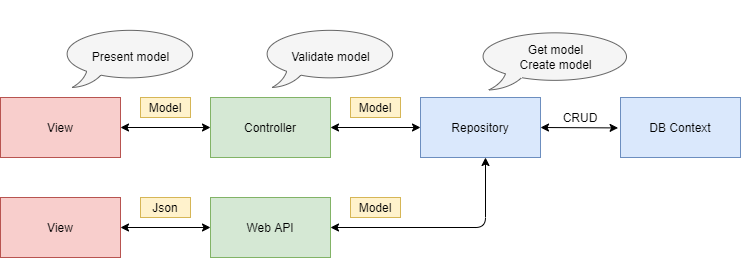 Present model
Validate model
Get model
Create model
View
Model
Controller
Model
Repository
CRUD
DB Context
View
Json
Web API
Model